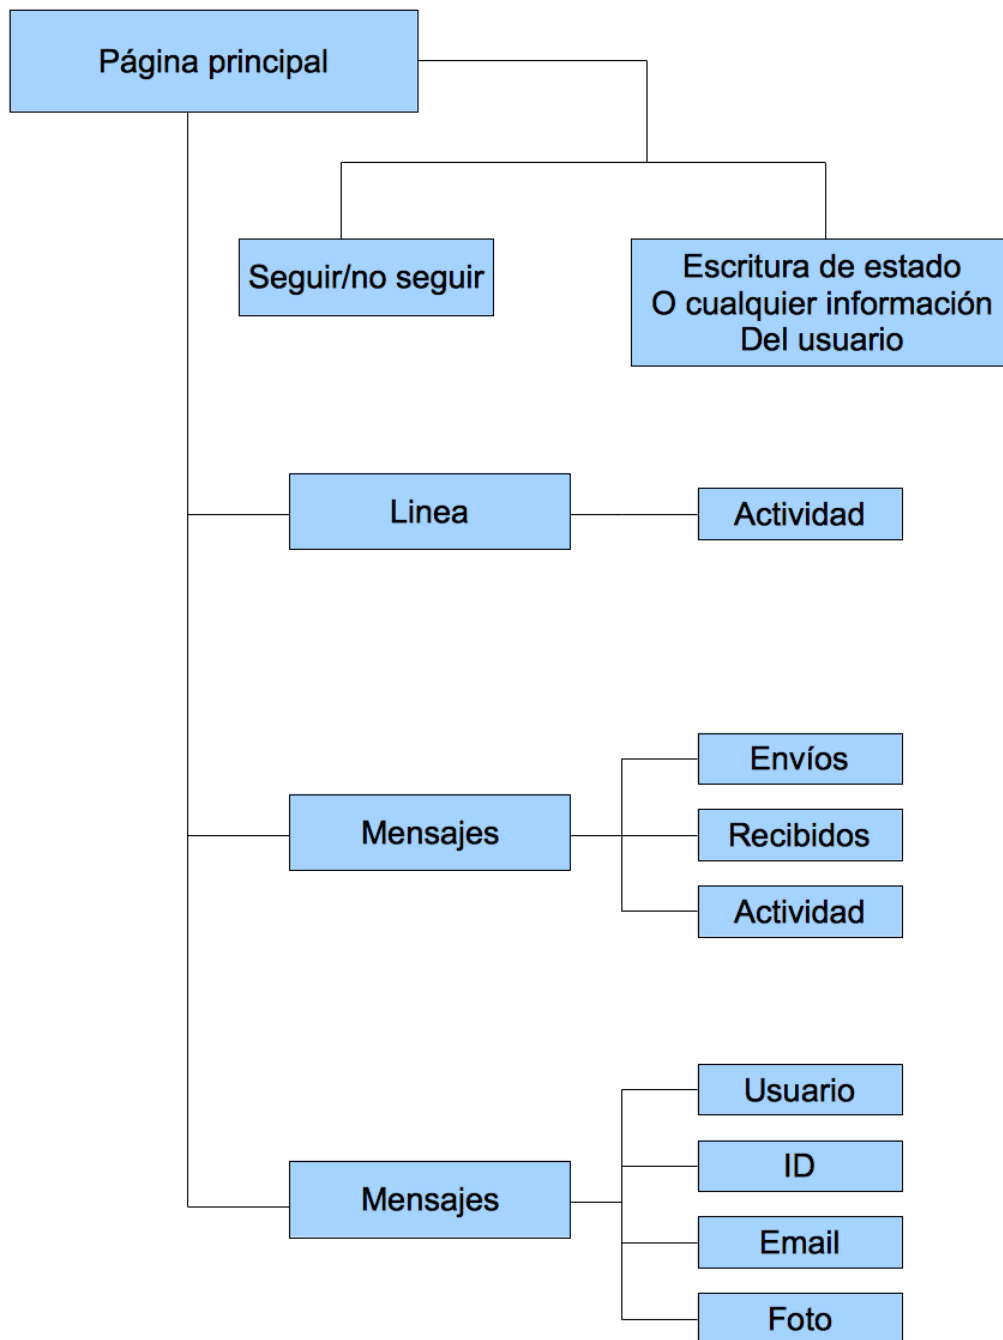 Página principal
Seguir/no seguir
Escritura de estado
O cualquier información
Del usuario
Linea
Actividad
Mensajes
Envíos
Recibidos
Actividad
Mensajes
Usuario
ID
Email
Foto